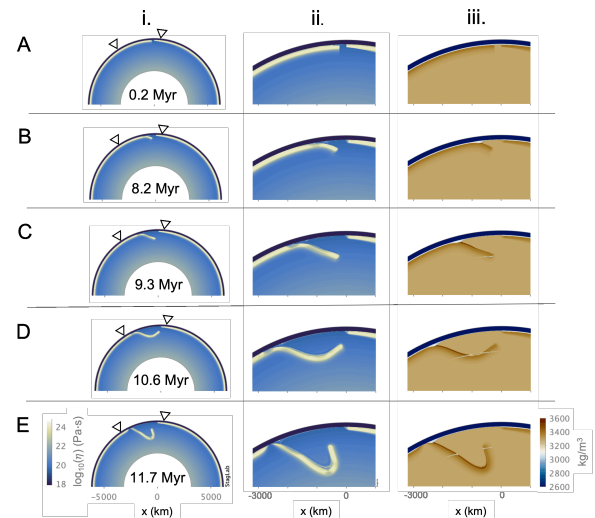 i.
ii.
iii.
A
0.2 Myr
B
8.2 Myr
C
9.3 Myr
D
10.6 Myr
E
11.7 Myr
24
22
20
18
log10(η) (Pa·s)
StagLab
3600
3400
3200
3000
2800
2600
kg/m³
−5000
0
5000
−3000
0
−3000
0
x (km)
x (km)
x (km)